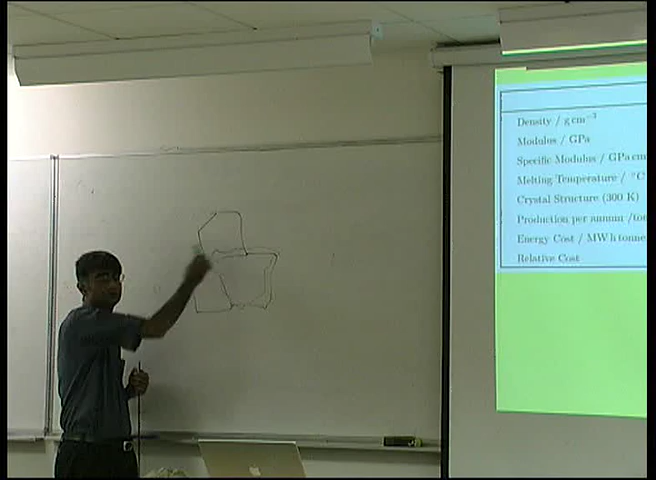 Density / g cm⁻³
Modulus / GPa
Specific Modulus / GPa cm
Melting Temperature / °C
Crystal Structure (300 K)
Production per annum /ton
Energy Cost / MW h tonne
Relative Cost